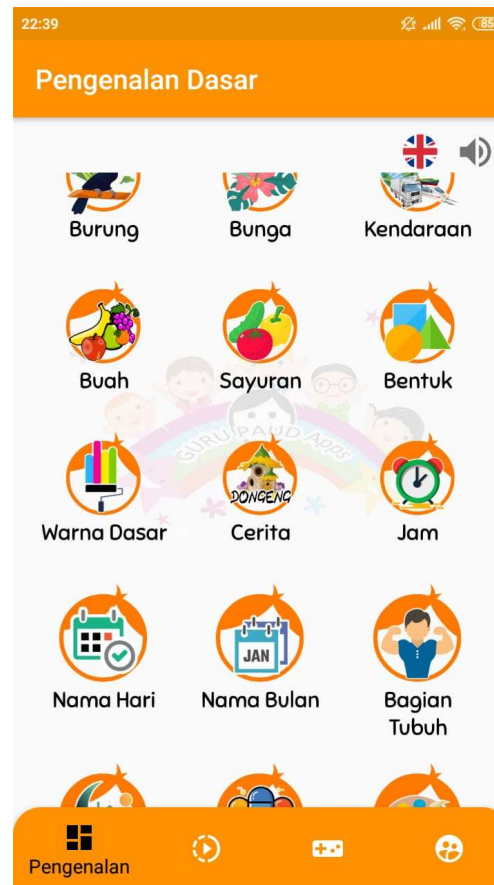 22:39
85
Pengenalan Dasar
Burung
Bunga
Kendaraan
Buah
Sayuran
Bentuk
GURU PAUD APPS
DONGENG
Warna Dasar
Cerita
Jam
JAN
Nama Hari
Nama Bulan
Bagian
Tubuh
Pengenalan